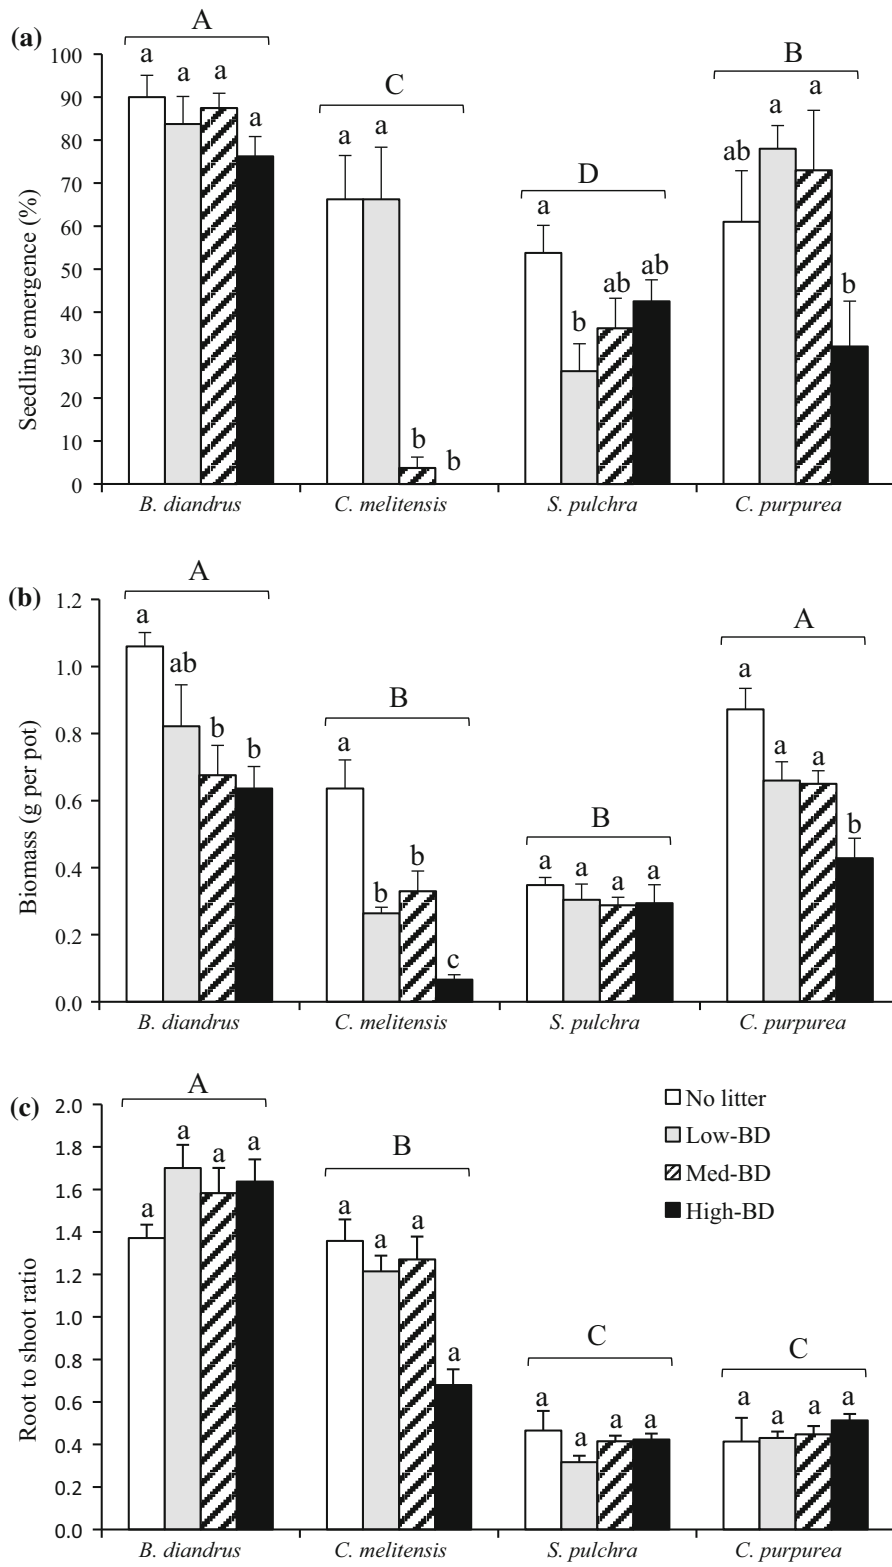 (a)
A
B
C
D
a a a a
a a b b
a b ab ab
ab a a b
Seedling emergence (%)
100
90
80
70
60
50
40
30
20
10
0
B. diandrus C. melitensis S. pulchra C. purpurea
(b)
A
A
B
B
a ab b b
a b b c
a a a a
a a a b
Biomass (g per pot)
1.2
1.0
0.8
0.6
0.4
0.2
0.0
B. diandrus C. melitensis S. pulchra C. purpurea
(c)
A
B
C
C
a a a a
a a a a
a a a a
a a a a
No litter
Low-BD
Med-BD
High-BD
Root to shoot ratio
2.0
1.8
1.6
1.4
1.2
1.0
0.8
0.6
0.4
0.2
0.0
B. diandrus C. melitensis S. pulchra C. purpurea